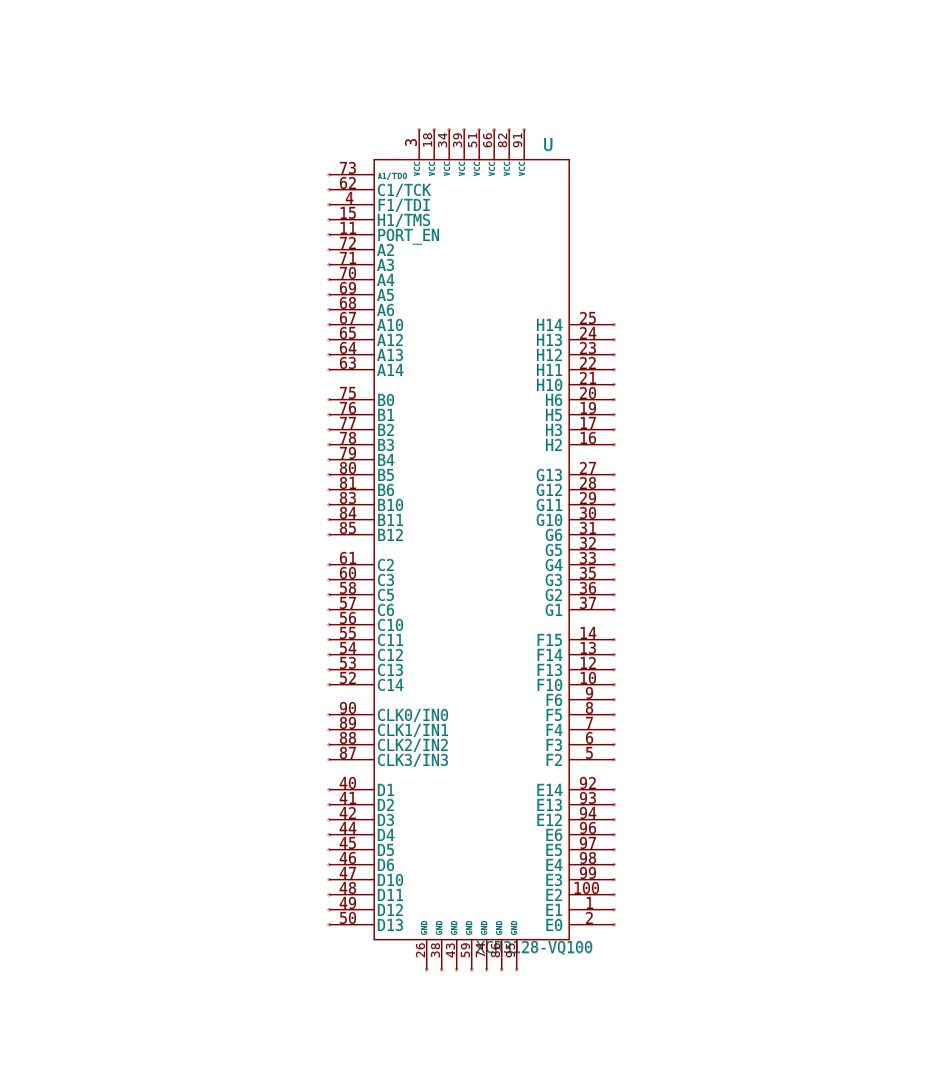 3 18 34 39 51 66 82 91
U
VCC VCC VCC VCC VCC VCC VCC VCC
73 A1/TDO
62 C1/TCK
4 F1/TDI
15 H1/TMS
11 PORT_EN
72 A2
71 A3
70 A4
69 A5
68 A6
67 A10
65 A12
64 A13
63 A14
75 B0
76 B1
77 B2
78 B3
79 B4
80 B5
81 B6
83 B10
84 B11
85 B12
61 C2
60 C3
58 C5
57 C6
56 C10
55 C11
54 C12
53 C13
52 C14
90 CLK0/IN0
89 CLK1/IN1
88 CLK2/IN2
87 CLK3/IN3
40 D1
41 D2
42 D3
44 D4
45 D5
46 D6
47 D10
48 D11
49 D12
50 D13
H14 25
H13 24
H12 23
H11 22
H10 21
H6 20
H5 19
H3 17
H2 16
G13 27
G12 28
G11 29
G10 30
G6 31
G5 32
G4 33
G3 35
G2 36
G1 37
F15 14
F14 13
F13 12
F10 10
F6 9
F5 8
F4 7
F3 6
F2 5
E14 92
E13 93
E12 94
E6 96
E5 97
E4 98
E3 99
E2 100
E1 1
E0 2
GND GND GND GND GND GND GND
26 38 43 59 74 86 95